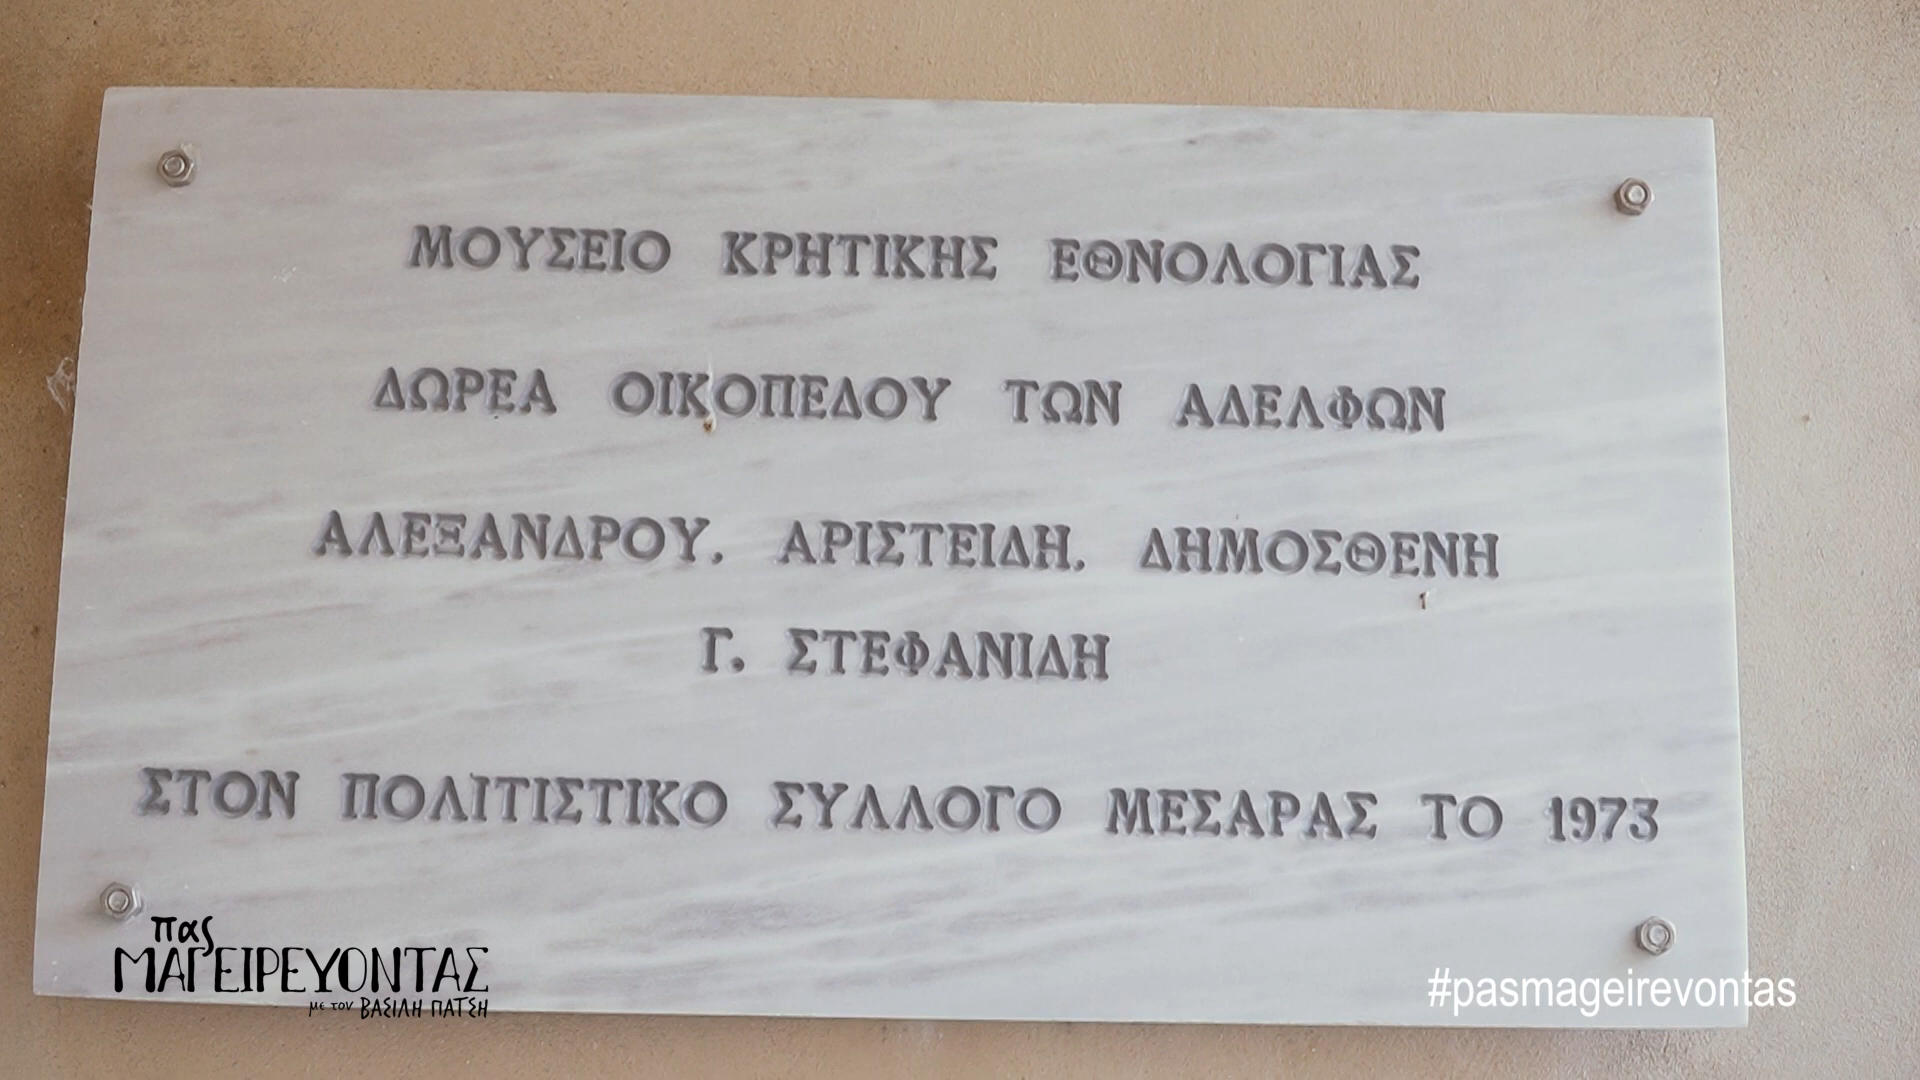 ΜΟΥΣΕΙΟ ΚΡΗΤΙΚΗΣ ΕΘΝΟΛΟΓΙΑΣ
ΔΩΡΕΑ ΟΙΚΟΠΕΔΟΥ ΤΩΝ ΑΔΕΛΦΩΝ
ΑΛΕΞΑΝΔΡΟΥ. ΑΡΙΣΤΕΙΔΗ. ΔΗΜΟΣΘΕΝΗ
Γ. ΣΤΕΦΑΝΙΔΗ
ΣΤΟΝ ΠΟΛΙΤΙΣΤΙΚΟ ΣΥΛΛΟΓΟ ΜΕΣΑΡΑΣ ΤΟ 1973
πας
ΜΑΓΕΙΡΕΥΟΝΤΑΣ
με τον ΒΑΣΙΛΗ ΠΑΤΣΗ
#pasmageirevontas